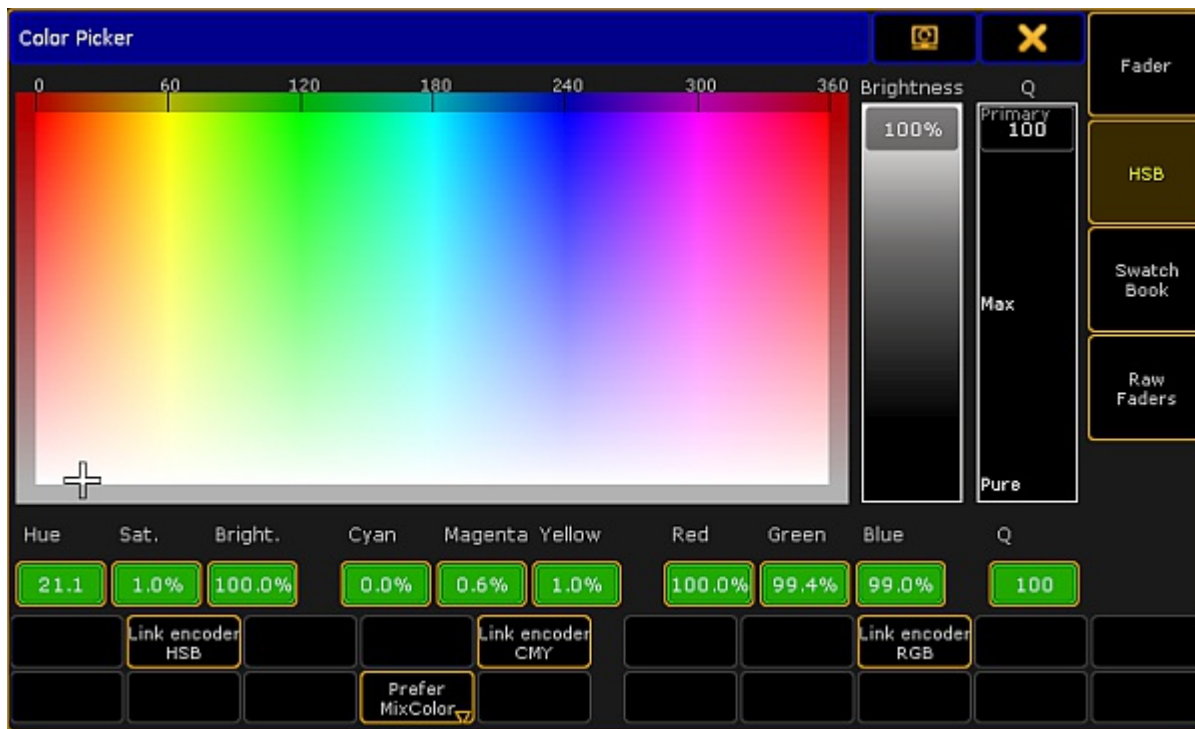 Color Picker
0 60 120 180 240 300 360 Brightness Q
100% Primary
100
Max
Pure
Fader
HSB
Swatch
Book
Raw
Faders
Hue Sat. Bright. Cyan Magenta Yellow Red Green Blue Q
21.1 1.0% 100.0% 0.0% 0.6% 1.0% 100.0% 99.4% 99.0% 100
Link encoder
HSB
Link encoder
CMY
Link encoder
RGB
Prefer
MixColor